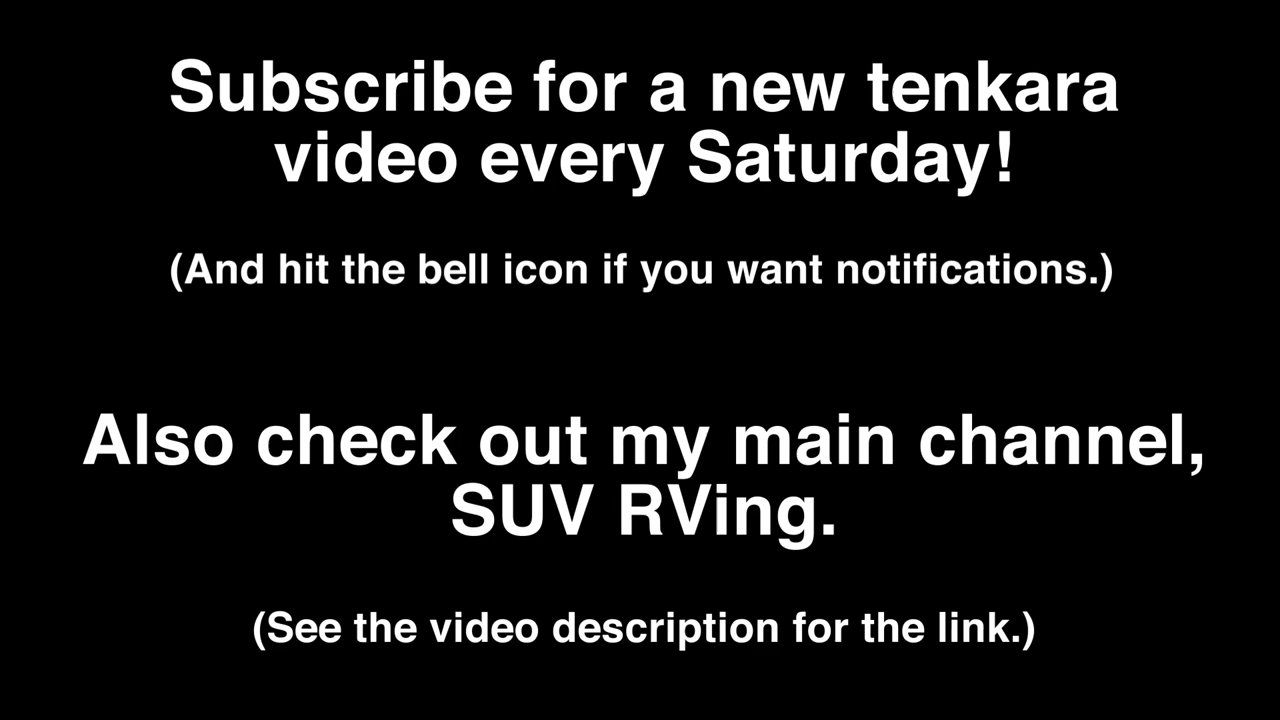 Subscribe for a new tenkara
video every Saturday!
(And hit the bell icon if you want notifications.)
Also check out my main channel,
SUV RVing.
(See the video description for the link.)